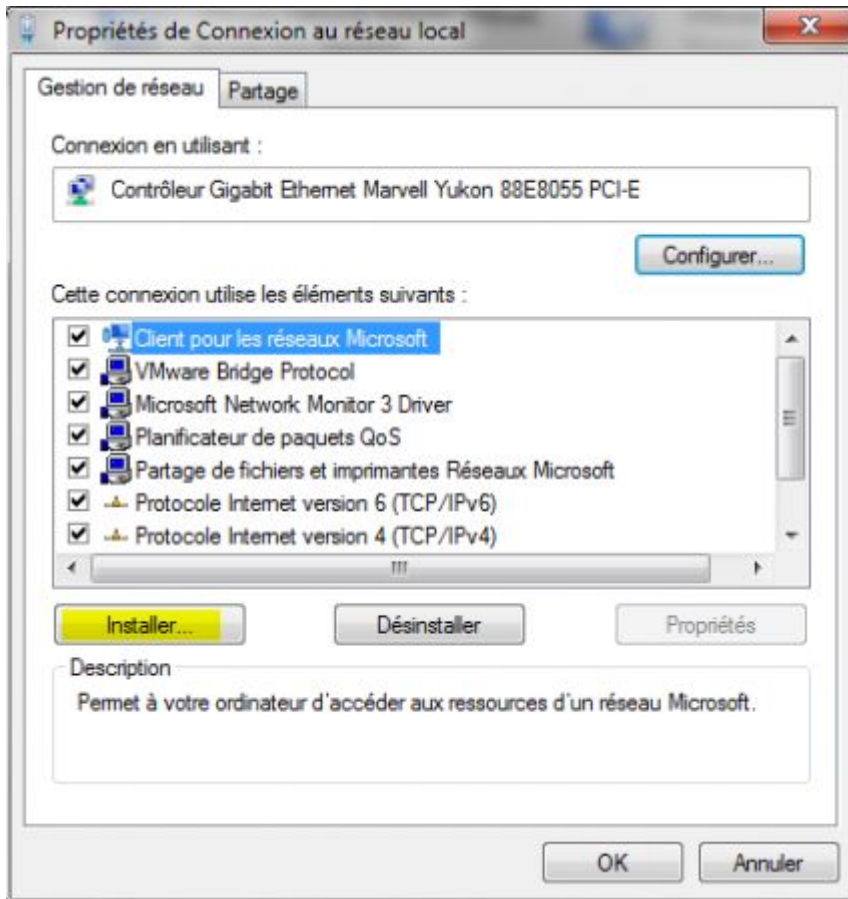 Propriétés de Connexion au réseau local
Gestion de réseau
Partage
Connexion en utilisant :
Contrôleur Gigabit Ethernet Marvell Yukon 88E8055 PCI-E
Configurer...
Cette connexion utilise les éléments suivants :
Client pour les réseaux Microsoft
VMware Bridge Protocol
Microsoft Network Monitor 3 Driver
Planificateur de paquets QoS
Partage de fichiers et imprimantes Réseaux Microsoft
Protocole Internet version 6 (TCP/IPv6)
Protocole Internet version 4 (TCP/IPv4)
Installer...
Désinstaller
Propriétés
Description
Permet à votre ordinateur d'accéder aux ressources d'un réseau Microsoft.
OK
Annuler